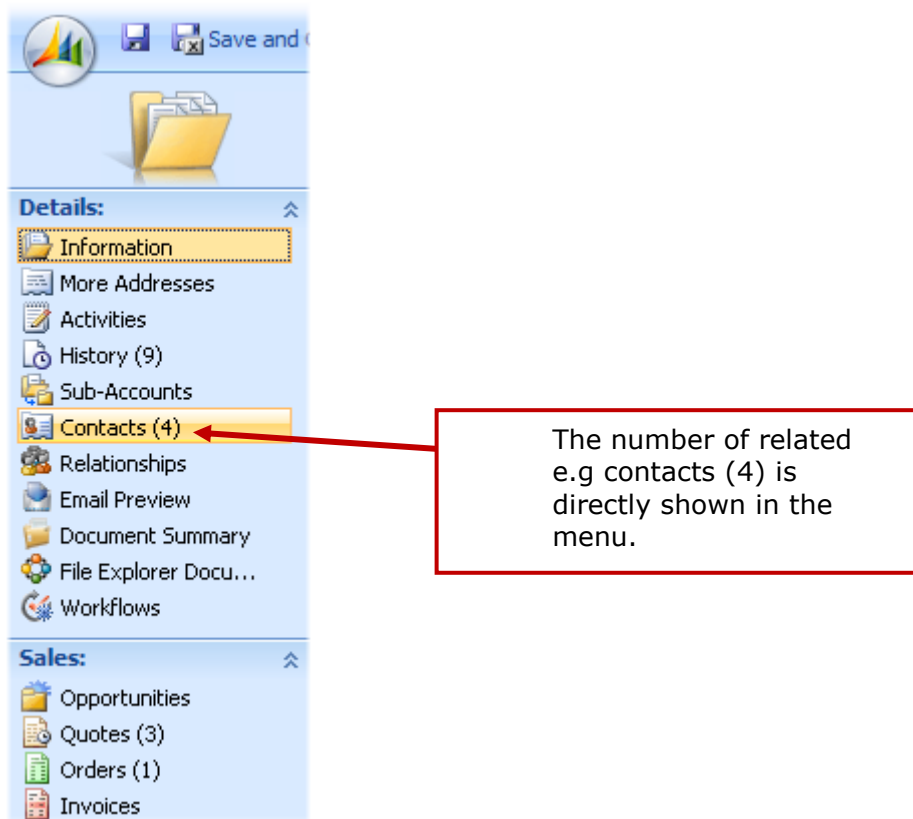 Save and
Details:
Information
More Addresses
Activities
History (9)
Sub-Accounts
Contacts (4)
Relationships
Email Preview
Document Summary
File Explorer Docu...
Workflows
Sales:
Opportunities
Quotes (3)
Orders (1)
Invoices
The number of related
e.g contacts (4) is
directly shown in the
menu.